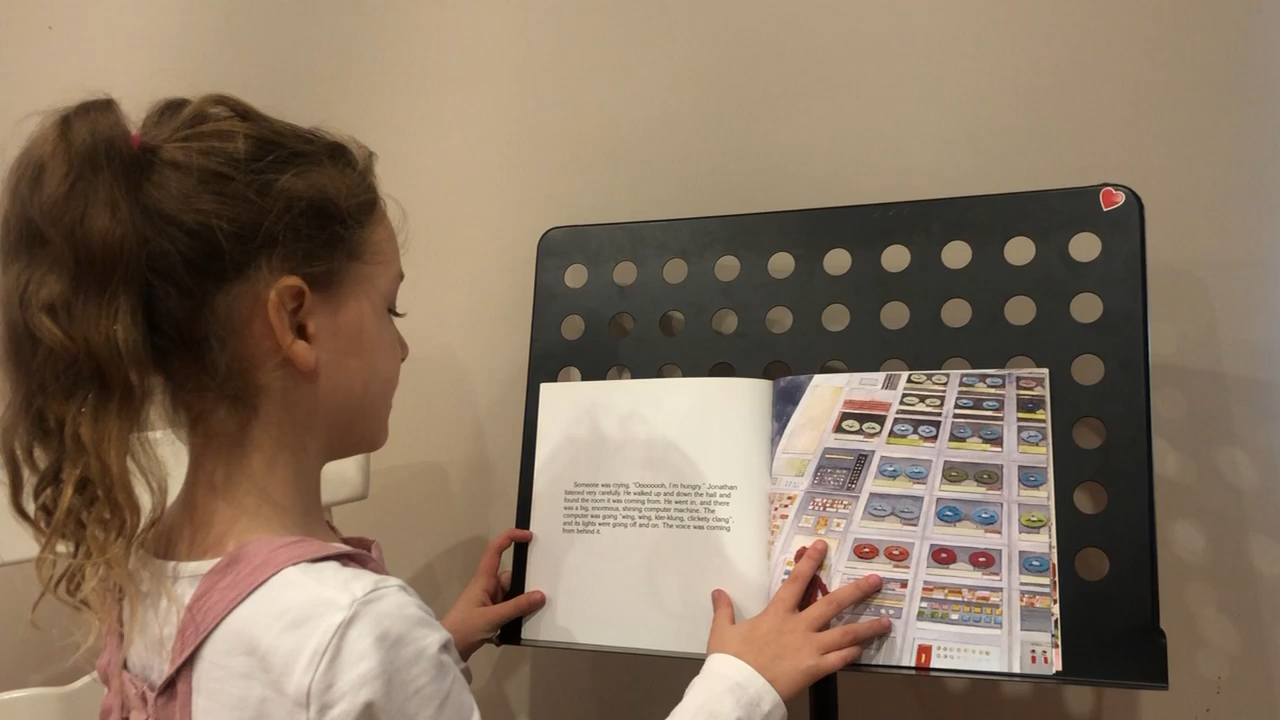 Someone was crying, "Oooooooh, I'm hungry." Jonathan
listened very carefully. He walked up and down the hall and
found the room it was coming from. He went in, and there
was a big, enormous, shining computer machine. The
computer was going "wing, wing, kler-klung, clickety clang",
and its lights were going off and on. The voice was coming
from behind it.